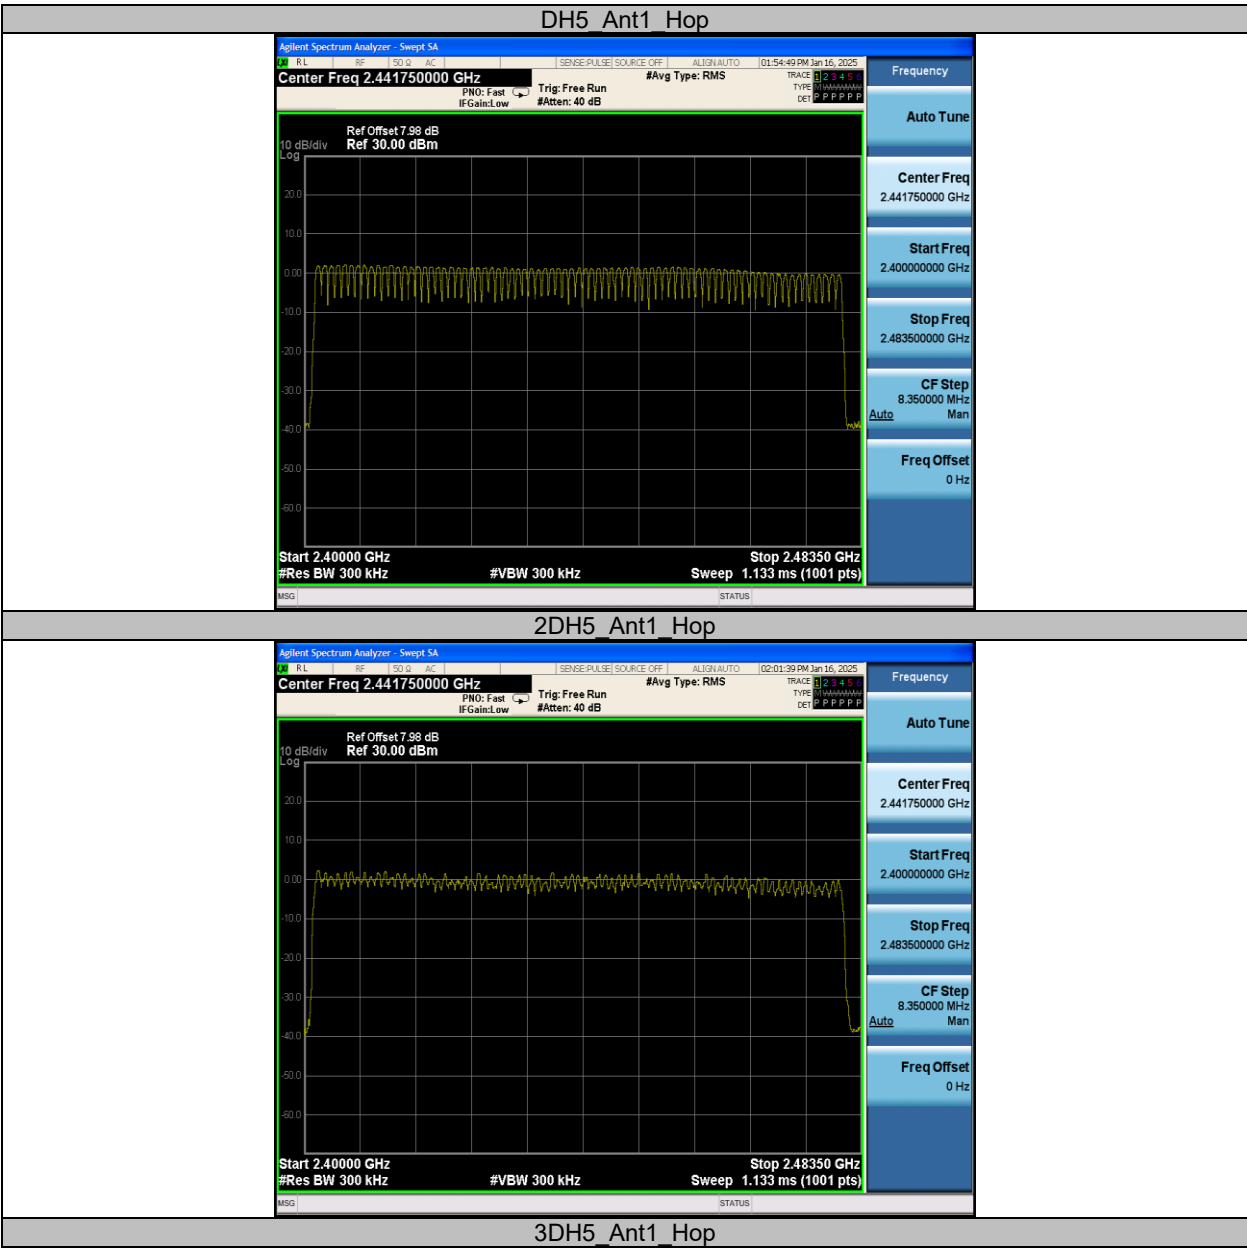 DH5_Ant1_Hop
Agilent Spectrum Analyzer - Swept SA
RL RF 50 Ω AC SENSE:PULSE SOURCE OFF ALIGNAUTO 01:54:49 PM Jan 16, 2025
Center Freq 2.441750000 GHz #Avg Type: RMS TRACE 1 2 3 4 5 6
PNO: Fast Trig: Free Run TYPE M
IFGain:Low #Atten: 40 dB DET P P P P P P
Frequency
Auto Tune
Ref Offset 7.98 dB
10 dB/div Ref 30.00 dBm
Log
20.0
10.0
0.00
-10.0
-20.0
-30.0
-40.0
-50.0
-60.0
Center Freq
2.441750000 GHz
Start Freq
2.400000000 GHz
Stop Freq
2.483500000 GHz
CF Step
8.350000 MHz
Auto Man
Freq Offset
0 Hz
Start 2.40000 GHz Stop 2.48350 GHz
#Res BW 300 kHz #VBW 300 kHz Sweep 1.133 ms (1001 pts)
MSG STATUS
2DH5_Ant1_Hop
Agilent Spectrum Analyzer - Swept SA
RL RF 50 Ω AC SENSE:PULSE SOURCE OFF ALIGNAUTO 02:01:39 PM Jan 16, 2025
Center Freq 2.441750000 GHz #Avg Type: RMS TRACE 1 2 3 4 5 6
PNO: Fast Trig: Free Run TYPE M
IFGain:Low #Atten: 40 dB DET P P P P P P
Frequency
Auto Tune
Ref Offset 7.98 dB
10 dB/div Ref 30.00 dBm
Log
20.0
10.0
0.00
-10.0
-20.0
-30.0
-40.0
-50.0
-60.0
Center Freq
2.441750000 GHz
Start Freq
2.400000000 GHz
Stop Freq
2.483500000 GHz
CF Step
8.350000 MHz
Auto Man
Freq Offset
0 Hz
Start 2.40000 GHz Stop 2.48350 GHz
#Res BW 300 kHz #VBW 300 kHz Sweep 1.133 ms (1001 pts)
MSG STATUS
3DH5_Ant1_Hop